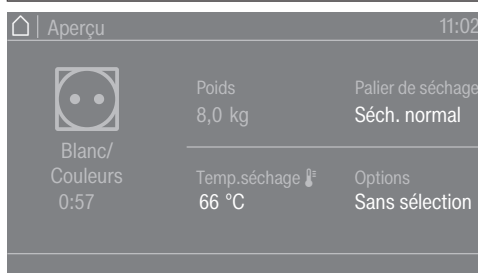 Aperçu 11:02
Poids
8,0 kg
Palier de séchage
Séch. normal
Blanc/
Couleurs
0:57
Temp.séchage
66 °C
Options
Sans sélection